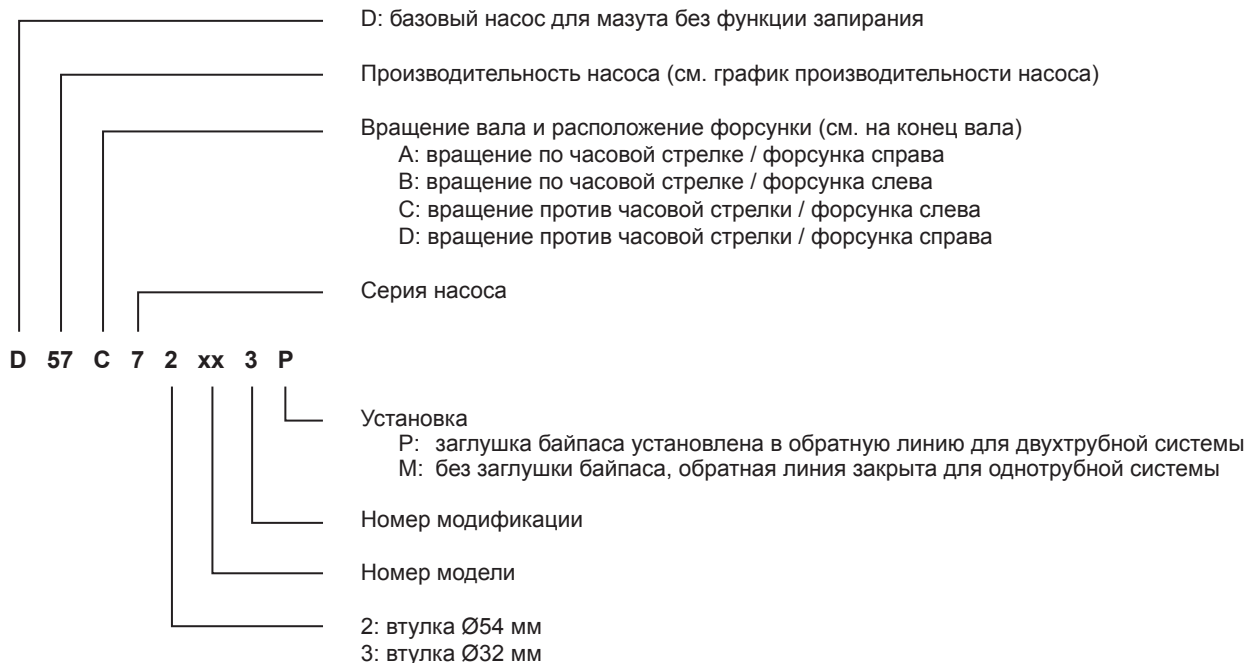 D: базовый насос для мазута без функции запирания
Производительность насоса (см. график производительности насоса)
Вращение вала и расположение форсунки (см. на конец вала)
A: вращение по часовой стрелке / форсунка справа
B: вращение по часовой стрелке / форсунка слева
C: вращение против часовой стрелки / форсунка слева
D: вращение против часовой стрелки / форсунка справа
Серия насоса
D 57 C 7 2 xx 3 P
Установка
P: заглушка байпаса установлена в обратную линию для двухтрубной системы
M: без заглушки байпаса, обратная линия закрыта для однотрубной системы
Номер модификации
Номер модели
2: втулка Ø54 мм
3: втулка Ø32 мм